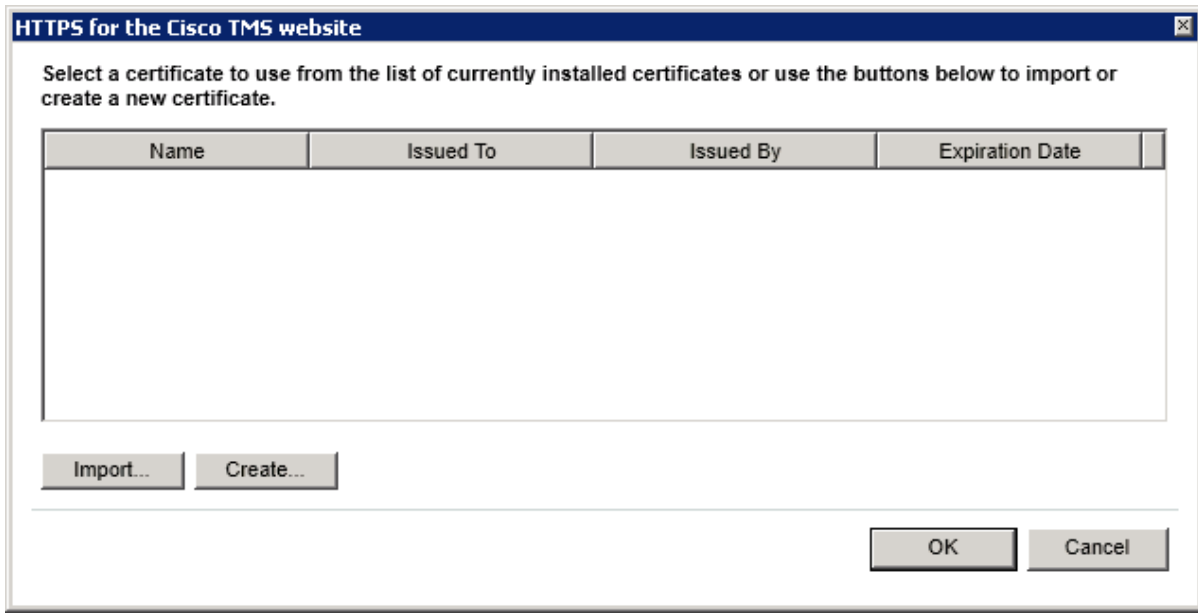 HTTPS for the Cisco TMS website
Select a certificate to use from the list of currently installed certificates or use the buttons below to import or
create a new certificate.
Name Issued To Issued By Expiration Date
Import... Create...
OK Cancel